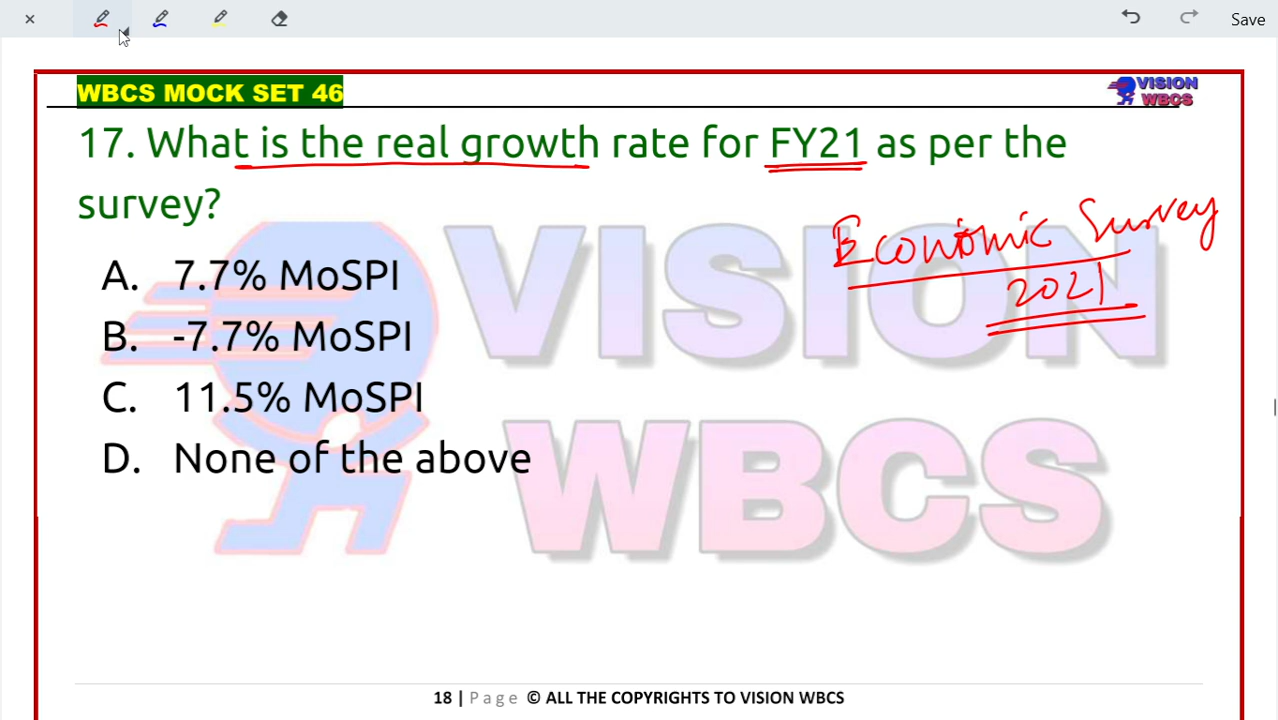 Save
WBCS MOCK SET 46
VISION
WBCS
17. What is the real growth rate for FY21 as per the
survey?
Economic Survey
2021
A. 7.7% MoSPI
B. -7.7% MoSPI
C. 11.5% MoSPI
D. None of the above
VISION
WBCS
18 | Page © ALL THE COPYRIGHTS TO VISION WBCS